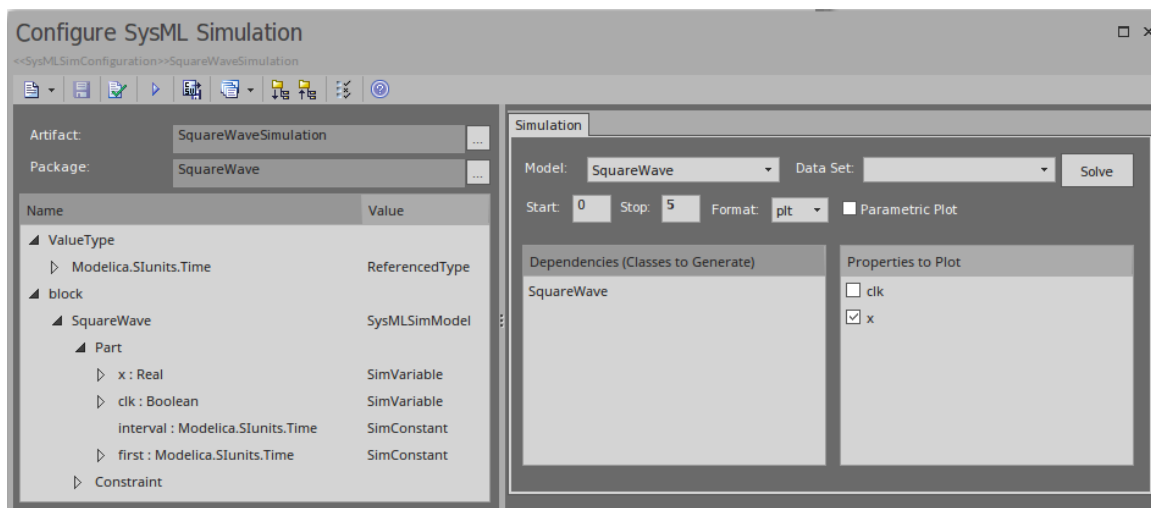 Configure SysML Simulation
<<SysMLSimConfiguration>>SquareWaveSimulation
Artifact: SquareWaveSimulation ...
Package: SquareWave ...
Name Value
ValueType
Modelica.SIunits.Time ReferencedType
block
SquareWave SysMLSimModel
Part
x : Real SimVariable
clk : Boolean SimVariable
interval : Modelica.SIunits.Time SimConstant
first : Modelica.SIunits.Time SimConstant
Constraint
Simulation
Model: SquareWave Data Set: Solve
Start: 0 Stop: 5 Format: plt Parametric Plot
Dependencies (Classes to Generate) Properties to Plot
SquareWave clk
x